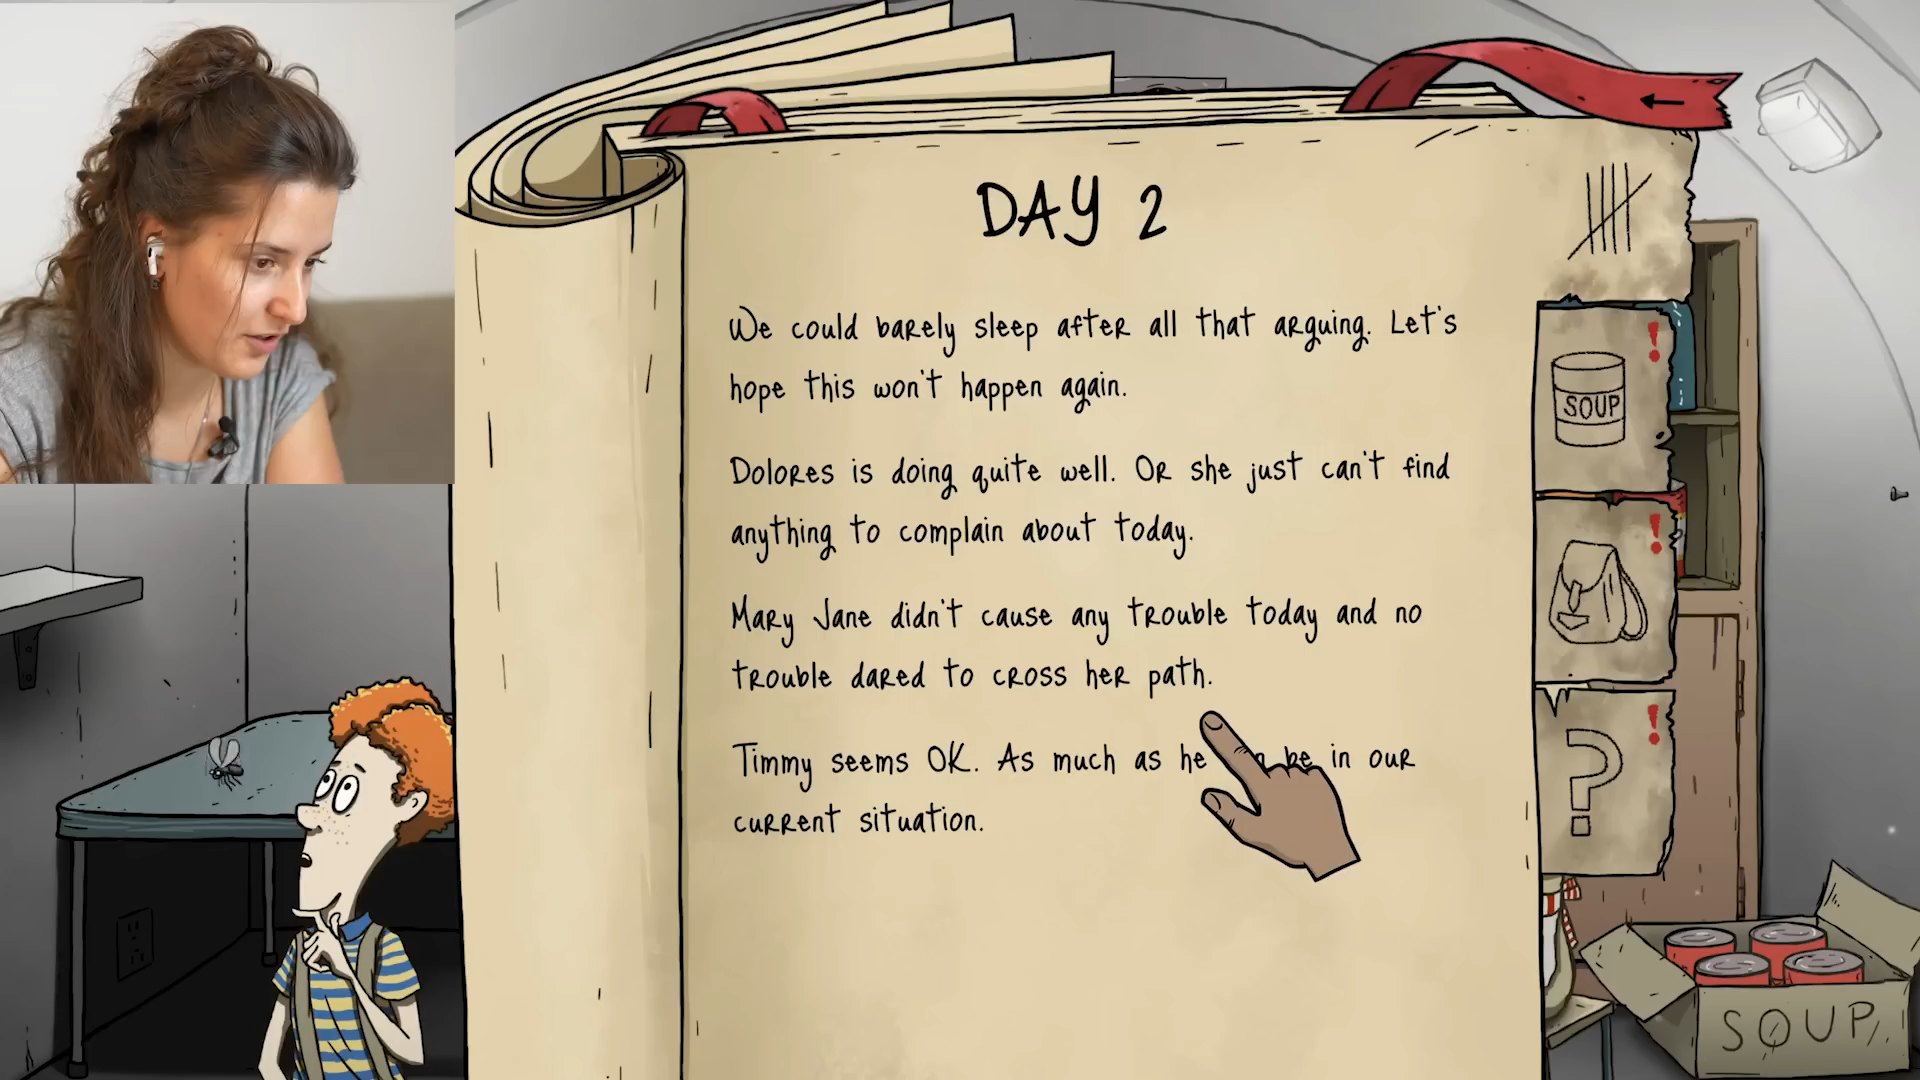 DAY 2
We could barely sleep after all that arguing. Let's
hope this won't happen again.
Dolores is doing quite well. Or she just can't find
anything to complain about today.
Mary Jane didn't cause any trouble today and no
trouble dared to cross her path.
Timmy seems OK. As much as he be in our
current situation.
!
SOUP
!
!
?
SOUP